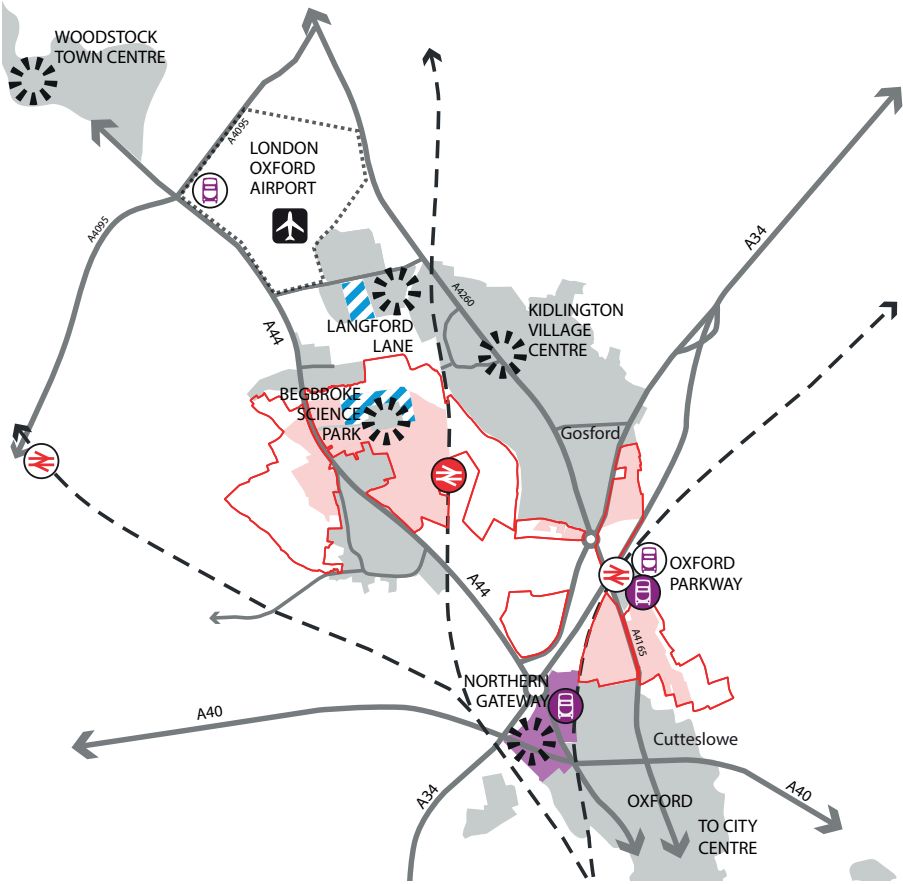 WOODSTOCK
TOWN CENTRE
A4095
LONDON
OXFORD
AIRPORT
A4095
A34
A4260
KIDLINGTON
VILLAGE
CENTRE
A44
LANGFORD
LANE
BEGBROKE
SCIENCE
PARK
Gosford
OXFORD
PARKWAY
A44
A4165
NORTHERN
GATEWAY
A40
Cutteslowe
A34
A40
OXFORD
TO CITY
CENTRE